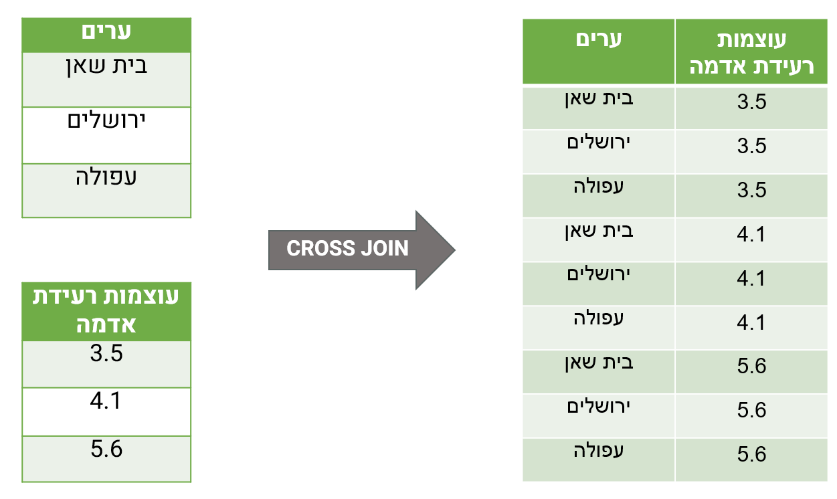 ערים
בית שאן
ירושלים
עפולה
עוצמות רעידת
אדמה
3.5
4.1
5.6
CROSS JOIN
ערים
עוצמות
רעידת אדמה
בית שאן 3.5
ירושלים 3.5
עפולה 3.5
בית שאן 4.1
ירושלים 4.1
עפולה 4.1
בית שאן 5.6
ירושלים 5.6
עפולה 5.6